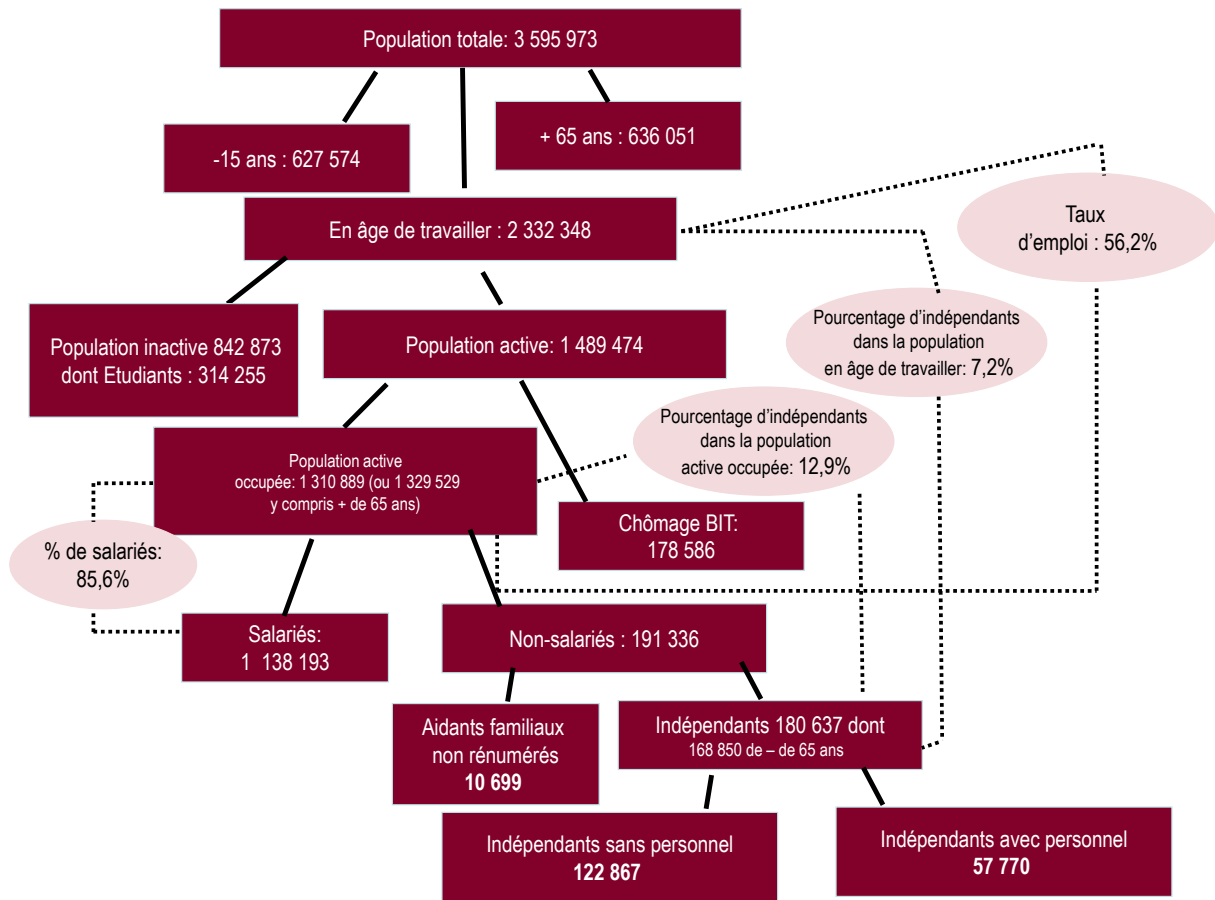 Population totale: 3 595 973
-15 ans : 627 574
+ 65 ans : 636 051
En âge de travailler : 2 332 348
Taux
d’emploi : 56,2%
Population inactive 842 873
dont Etudiants : 314 255
Population active: 1 489 474
Pourcentage d’indépendants
dans la population
en âge de travailler: 7,2%
Pourcentage d’indépendants
dans la population
active occupée: 12,9%
Population active
occupée: 1 310 889 (ou 1 329 529
y compris + de 65 ans)
Chômage BIT:
178 586
% de salariés:
85,6%
Salariés:
1 138 193
Non-salariés : 191 336
Aidants familiaux
non rénumérés
10 699
Indépendants 180 637 dont
168 850 de – de 65 ans
Indépendants sans personnel
122 867
Indépendants avec personnel
57 770